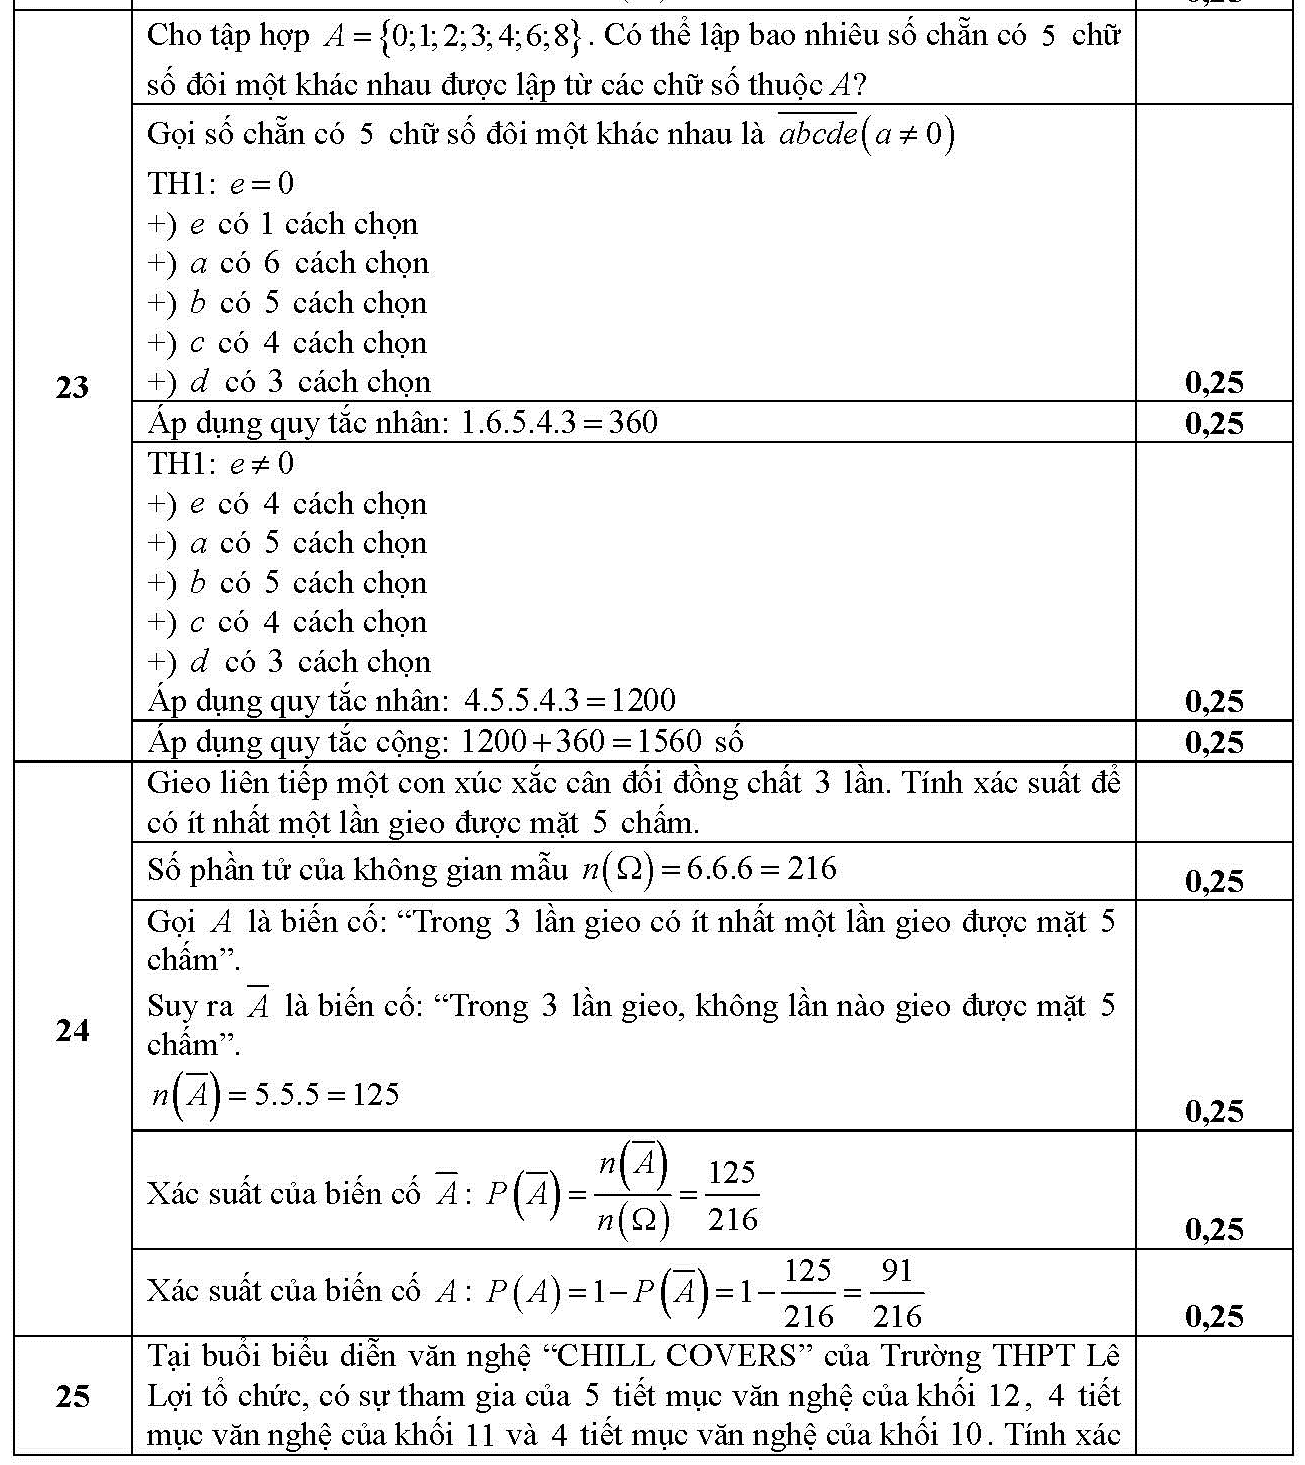 Cho tập hợp A = {0;1;2;3;4;6;8}. Có thể lập bao nhiêu số chẵn có 5 chữ
số đôi một khác nhau được lập từ các chữ số thuộc A?
Gọi số chẵn có 5 chữ số đôi một khác nhau là \overline{abcde} (a ≠ 0)
TH1: e = 0
+) e có 1 cách chọn
+) a có 6 cách chọn
+) b có 5 cách chọn
+) c có 4 cách chọn
23
+) d có 3 cách chọn
0,25
Áp dụng quy tắc nhân: 1.6.5.4.3 = 360
0,25
TH1: e ≠ 0
+) e có 4 cách chọn
+) a có 5 cách chọn
+) b có 5 cách chọn
+) c có 4 cách chọn
+) d có 3 cách chọn
Áp dụng quy tắc nhân: 4.5.5.4.3 = 1200
0,25
Áp dụng quy tắc cộng: 1200 + 360 = 1560 số
0,25
Gieo liên tiếp một con xúc xắc cân đối đồng chất 3 lần. Tính xác suất để
có ít nhất một lần gieo được mặt 5 chấm.
Số phần tử của không gian mẫu n(Ω) = 6.6.6 = 216
0,25
Gọi A là biến cố: “Trong 3 lần gieo có ít nhất một lần gieo được mặt 5
chấm”.
Suy ra \overline{A} là biến cố: “Trong 3 lần gieo, không lần nào gieo được mặt 5
24
chấm”.
n(\overline{A}) = 5.5.5 = 125
0,25
Xác suất của biến cố \overline{A} : P(\overline{A}) = n(\overline{A})/n(Ω) = 125/216
0,25
Xác suất của biến cố A : P(A) = 1 − P(\overline{A}) = 1 − 125/216 = 91/216
0,25
Tại buổi biểu diễn văn nghệ “CHILL COVERS” của Trường THPT Lê
25
Lợi tổ chức, có sự tham gia của 5 tiết mục văn nghệ của khối 12, 4 tiết
mục văn nghệ của khối 11 và 4 tiết mục văn nghệ của khối 10. Tính xác